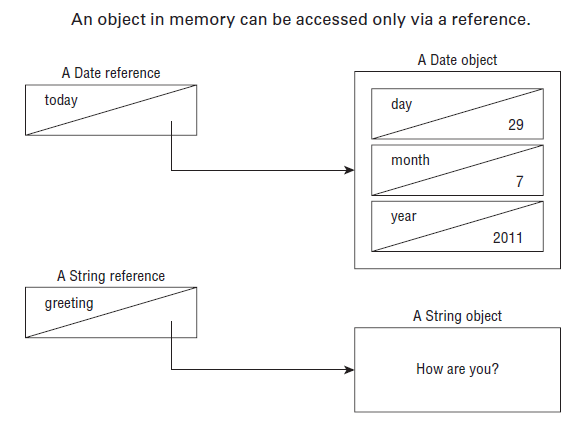 An object in memory can be accessed only via a reference.
A Date reference
today
A Date object
day
29
month
7
year
2011
A String reference
greeting
A String object
How are you?